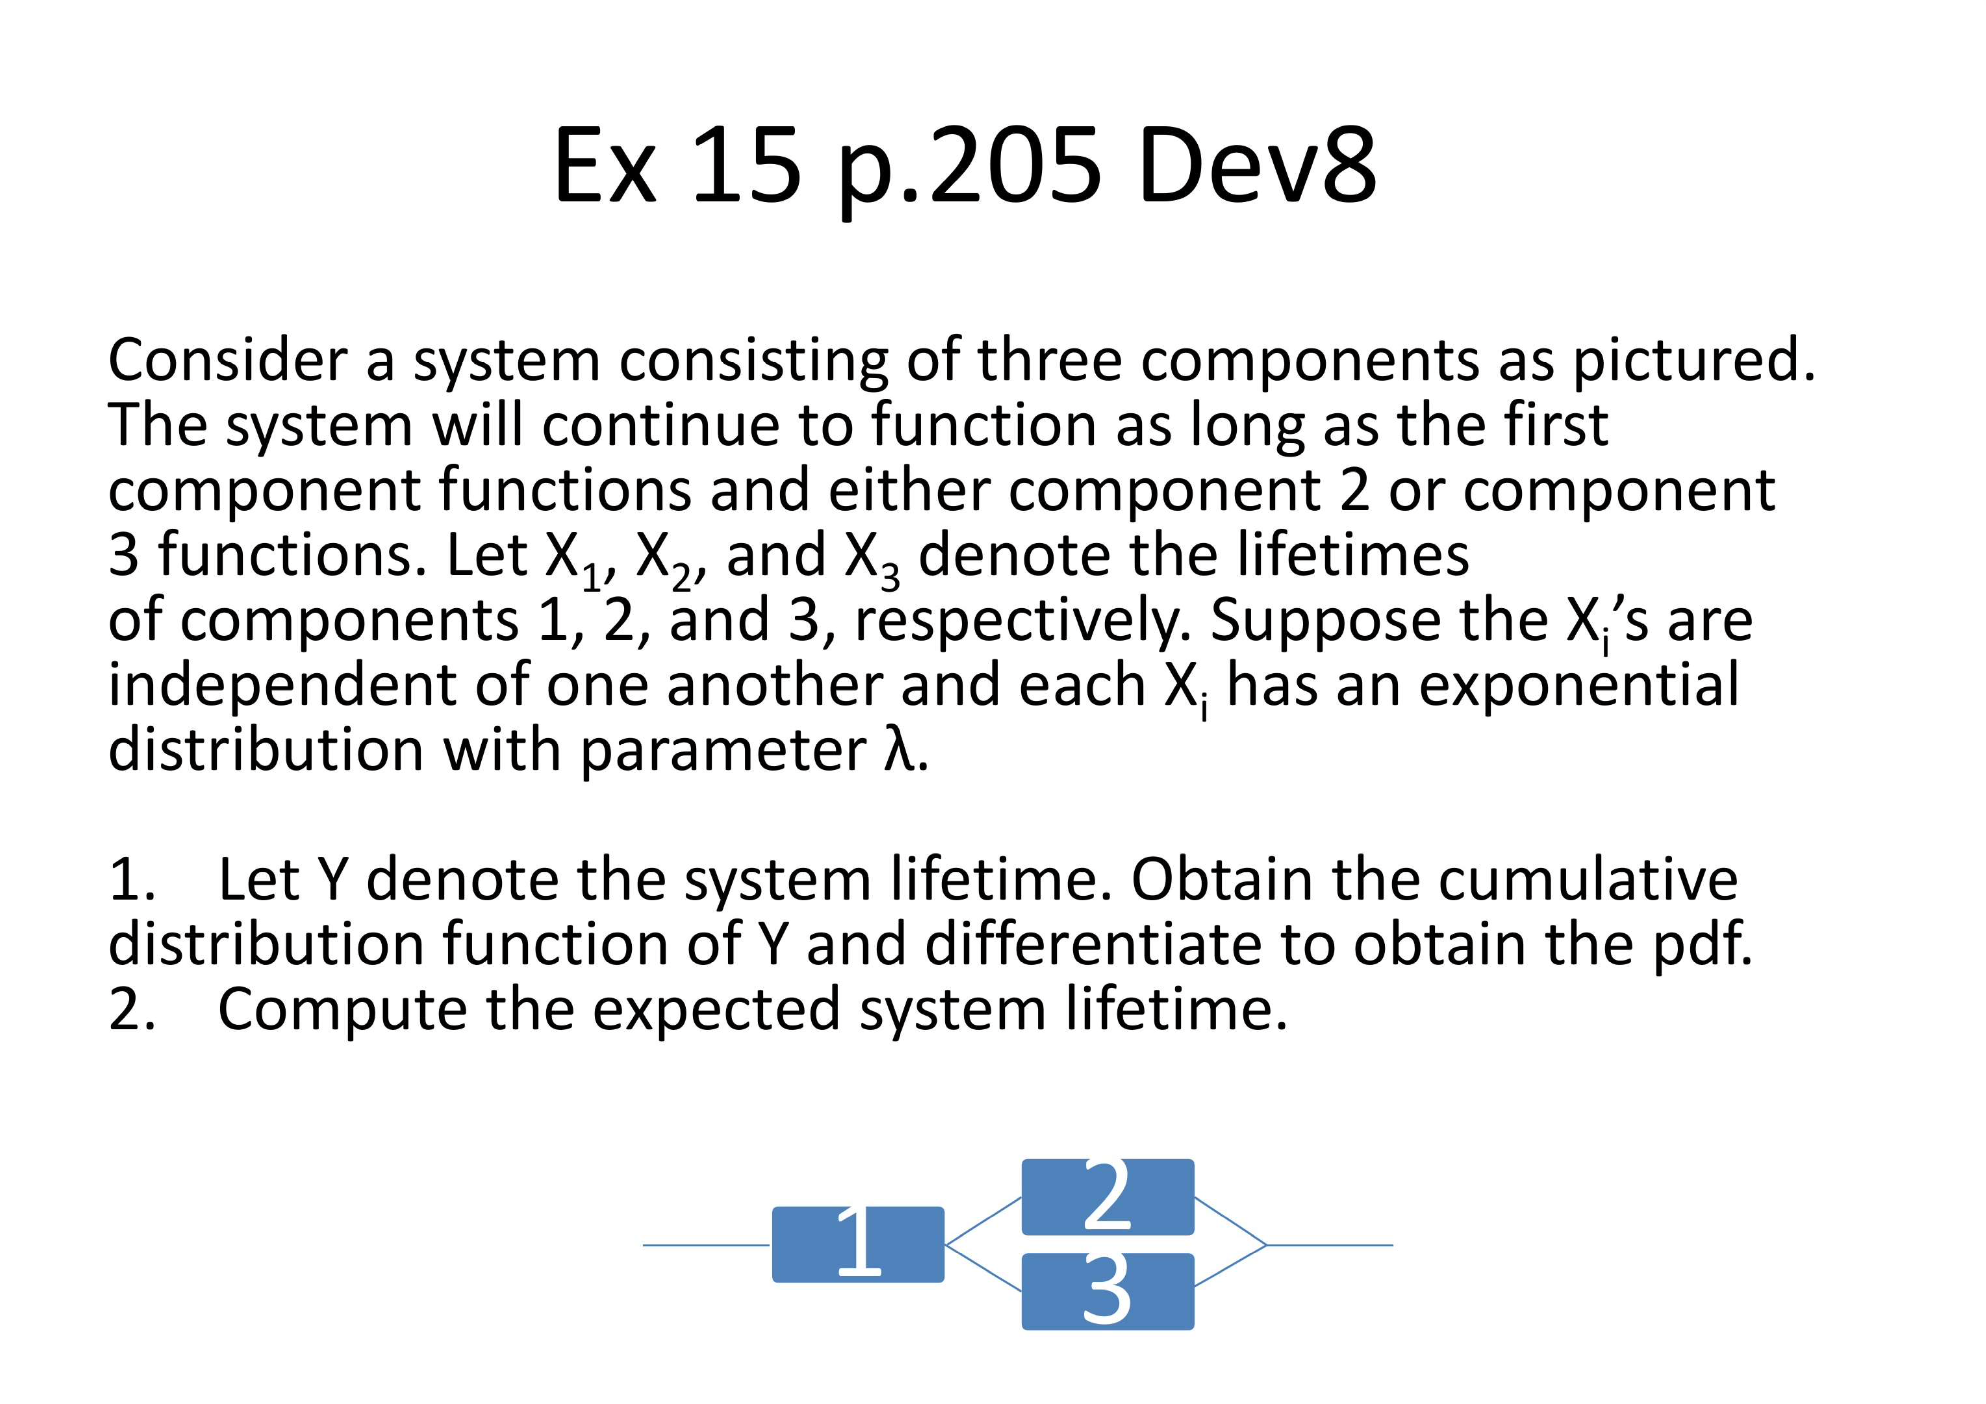 Ex 15 p.205 Dev8
Consider a system consisting of three components as pictured.
The system will continue to function as long as the first
component functions and either component 2 or component
3 functions. Let X₁, X₂, and X₃ denote the lifetimes
of components 1, 2, and 3, respectively. Suppose the Xᵢ’s are
independent of one another and each Xᵢ has an exponential
distribution with parameter λ.
1. Let Y denote the system lifetime. Obtain the cumulative
distribution function of Y and differentiate to obtain the pdf.
2. Compute the expected system lifetime.
2
1
3